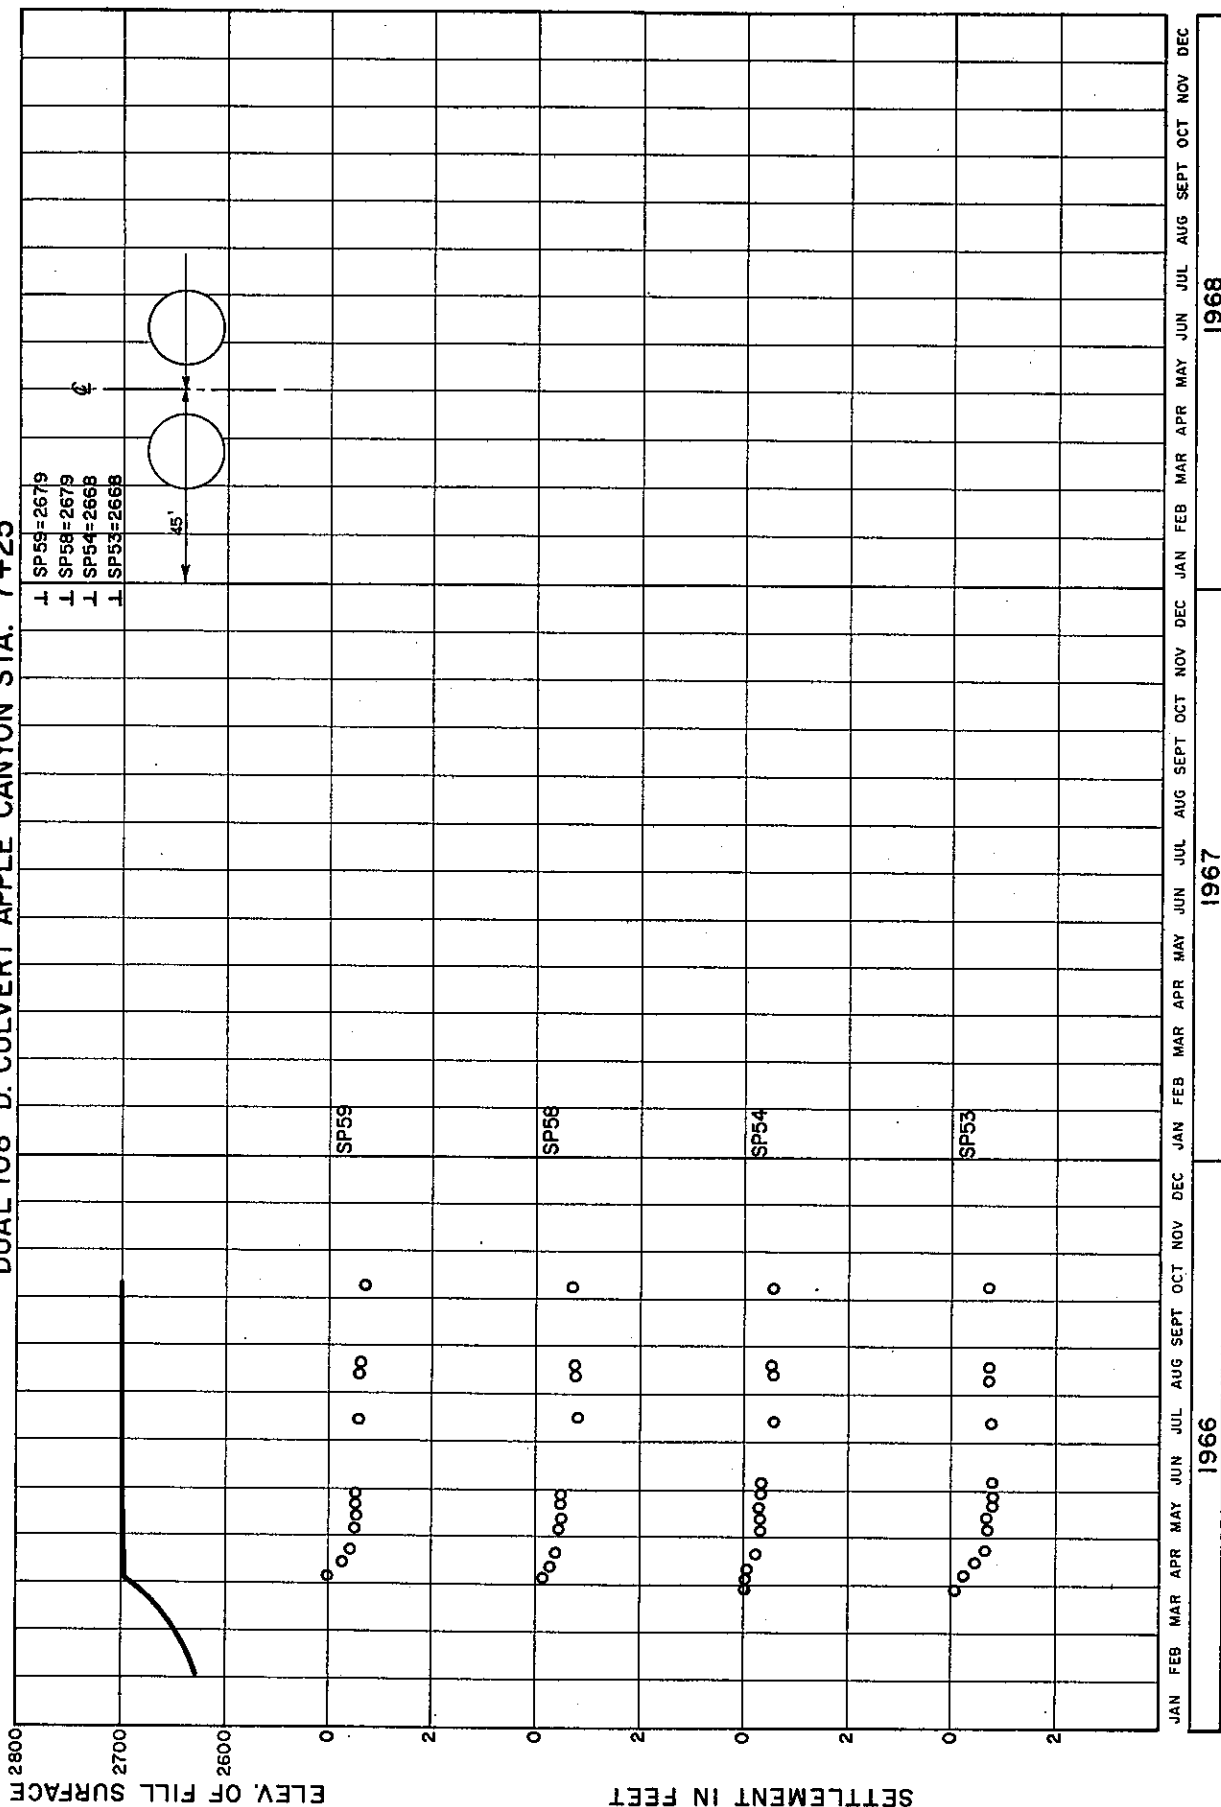 DUAL 108" D. CULVERT APPLE CANYON STA. 7+25
⊥ SP59=2679
⊥ SP58=2679
⊥ SP54=2668
⊥ SP53=2668
℄
45'
2800
2700
2600
ELEV. OF FILL SURFACE
0
SP59
2
0
SP58
2
0
SP54
2
0
SP53
2
SETTLEMENT IN FEET
JAN FEB MAR APR MAY JUN JUL AUG SEPT OCT NOV DEC JAN FEB MAR APR MAY JUN JUL AUG SEPT OCT NOV DEC JAN FEB MAR APR MAY JUN JUL AUG SEPT OCT NOV DEC
1966 1967 1968